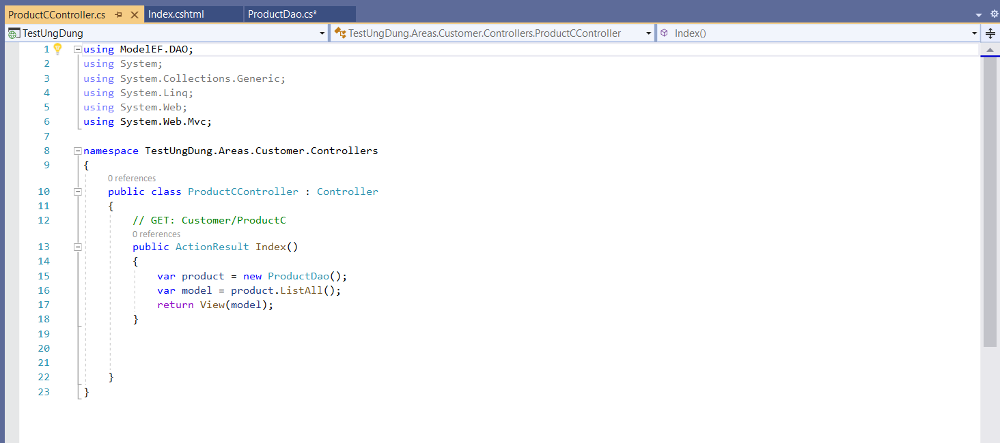 ProductCController.cs Index.cshtml ProductDao.cs*
TestUngDung TestUngDung.Areas.Customer.Controllers.ProductCController Index()
1 using ModelEF.DAO;
2 using System;
3 using System.Collections.Generic;
4 using System.Linq;
5 using System.Web;
6 using System.Web.Mvc;
7
8 namespace TestUngDung.Areas.Customer.Controllers
9 {
0 references
10 public class ProductCController : Controller
11 {
12 // GET: Customer/ProductC
0 references
13 public ActionResult Index()
14 {
15 var product = new ProductDao();
16 var model = product.ListAll();
17 return View(model);
18 }
19
20
21
22 }
23 }